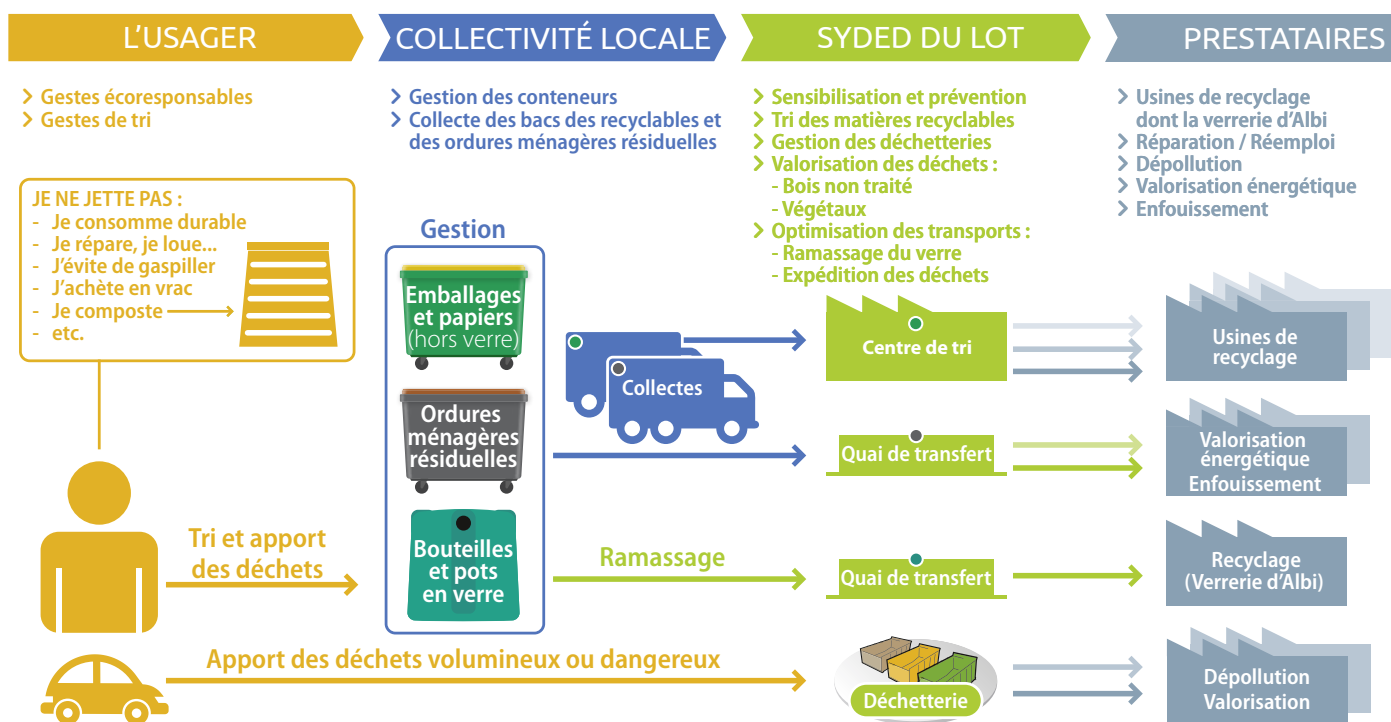 L'USAGER
COLLECTIVITÉ LOCALE
SYDED DU LOT
PRESTATAIRES
> Gestes écoresponsables
> Gestes de tri
> Gestion des conteneurs
> Collecte des bacs des recyclables et
des ordures ménagères résiduelles
> Sensibilisation et prévention
> Tri des matières recyclables
> Gestion des déchetteries
> Valorisation des déchets :
- Bois non traité
- Végétaux
> Optimisation des transports :
- Ramassage du verre
- Expédition des déchets
> Usines de recyclage
dont la verrerie d'Albi
> Réparation / Réemploi
> Dépollution
> Valorisation énergétique
> Enfouissement
JE NE JETTE PAS :
- Je consomme durable
- Je répare, je loue...
- J'évite de gaspiller
- J'achète en vrac
- Je composte
- etc.
Gestion
Emballages
et papiers
(hors verre)
Ordures
ménagères
résiduelles
Bouteilles
et pots
en verre
Collectes
Centre de tri
Usines de
recyclage
Quai de transfert
Valorisation
énergétique
Enfouissement
Tri et apport
des déchets
Ramassage
Quai de transfert
Recyclage
(Verrerie d'Albi)
Apport des déchets volumineux ou dangereux
Déchetterie
Dépollution
Valorisation